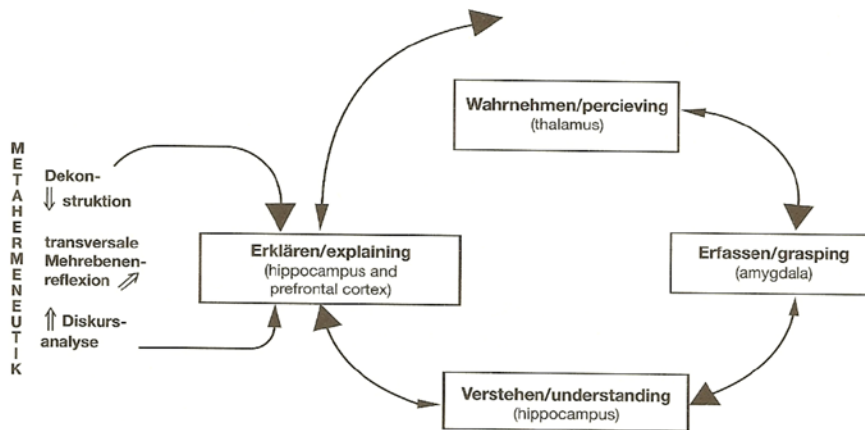 METAHERMENEUTIK
Dekon-
⇓ struktion
transversale
Mehrebenen-
reflexion ⇗
⇑ Diskurs-
analyse
Wahrnehmen/percieving
(thalamus)
Erklären/explaining
(hippocampus and
prefrontal cortex)
Erfassen/grasping
(amygdala)
Verstehen/understanding
(hippocampus)